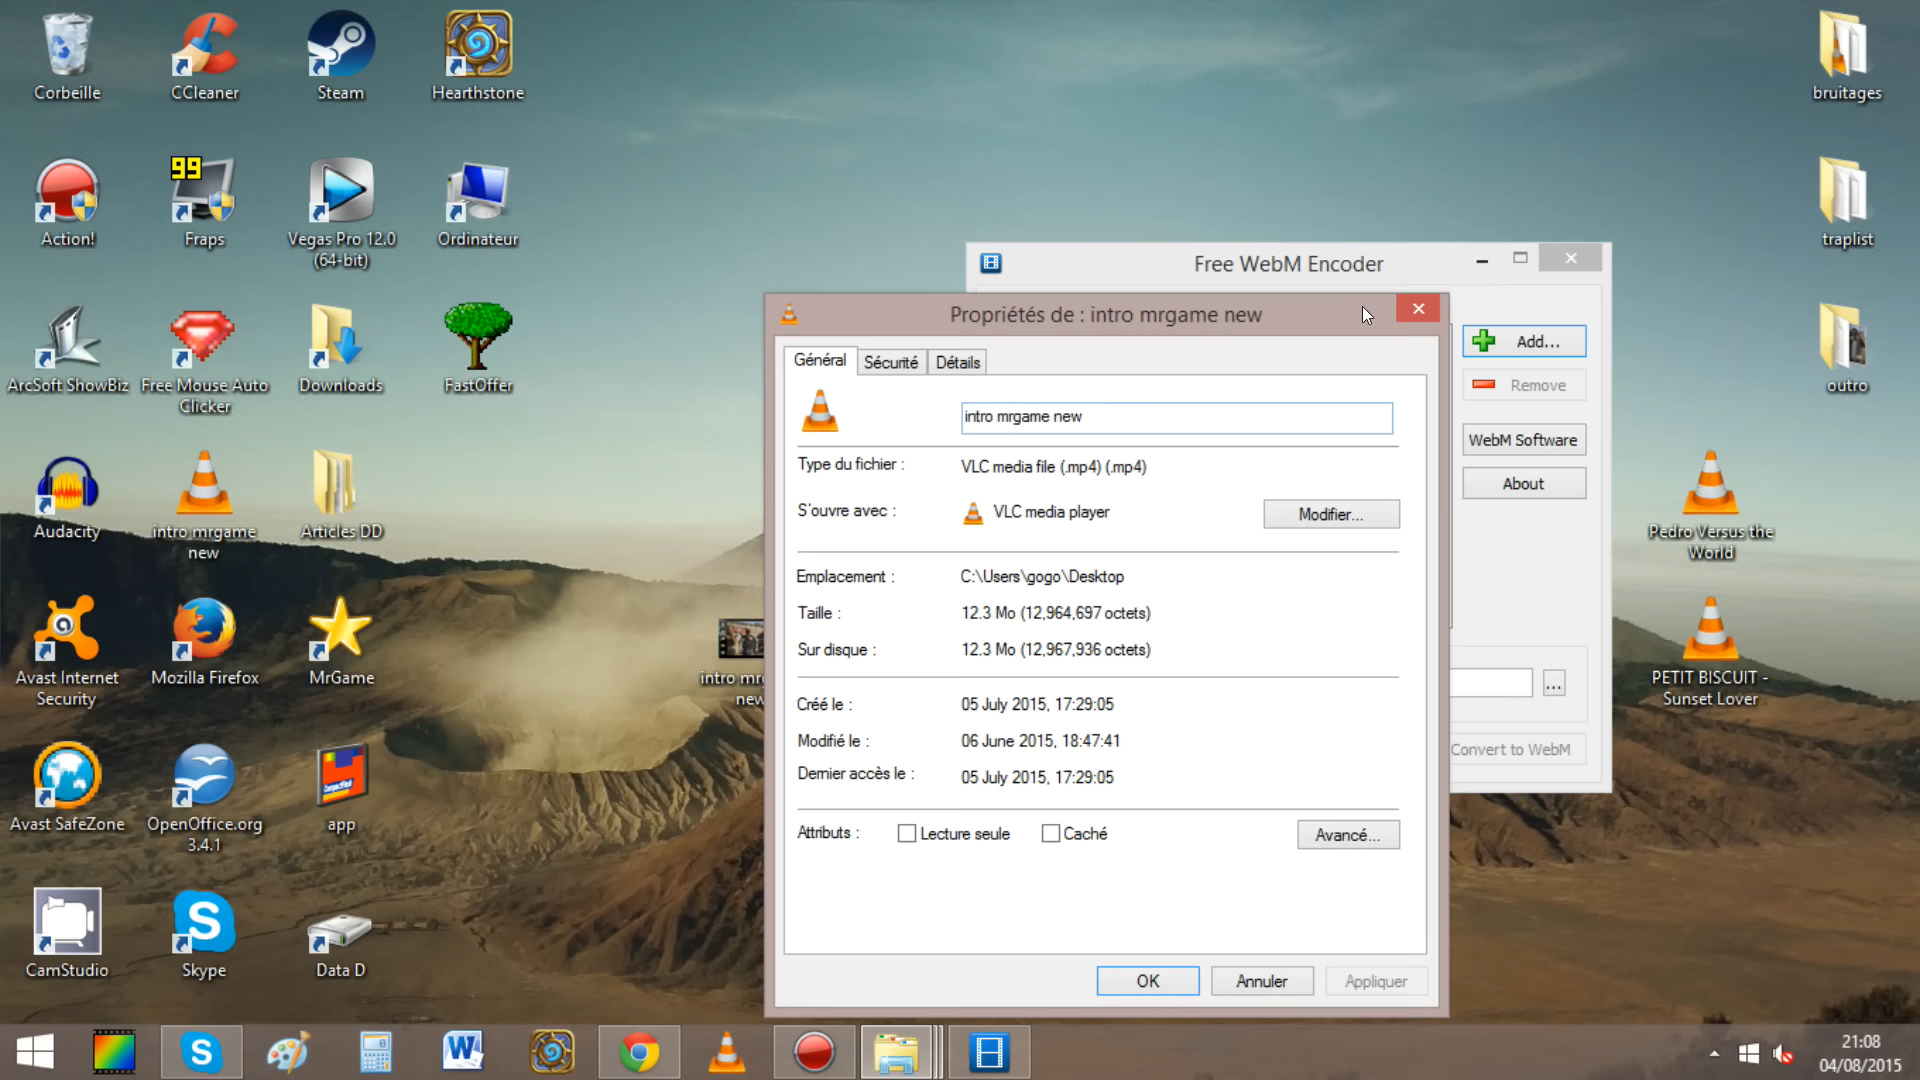 Corbeille
CCleaner
Steam
Hearthstone
bruitages
Action!
99
Fraps
Vegas Pro 12.0
(64-bit)
Ordinateur
traplist
ArcSoft ShowBiz
Free Mouse Auto
Clicker
Downloads
FastOffer
outro
Audacity
intro mrgame
new
Articles DD
Pedro Versus the
World
Avast Internet
Security
Mozilla Firefox
MrGame
intro mr
new
PETIT BISCUIT -
Sunset Lover
Avast SafeZone
OpenOffice.org
3.4.1
app
CamStudio
Skype
Data D
Free WebM Encoder
Add...
Remove
WebM Software
About
...
Convert to WebM
Propriétés de : intro mrgame new
Général
Sécurité
Détails
intro mrgame new
Type du fichier :
VLC media file (.mp4) (.mp4)
S'ouvre avec :
VLC media player
Modifier...
Emplacement :
C:\Users\gogo\Desktop
Taille :
12.3 Mo (12,964,697 octets)
Sur disque :
12.3 Mo (12,967,936 octets)
Créé le :
05 July 2015, 17:29:05
Modifié le :
06 June 2015, 18:47:41
Dernier accès le :
05 July 2015, 17:29:05
Attributs :
Lecture seule
Caché
Avancé...
OK
Annuler
Appliquer
21:08
04/08/2015